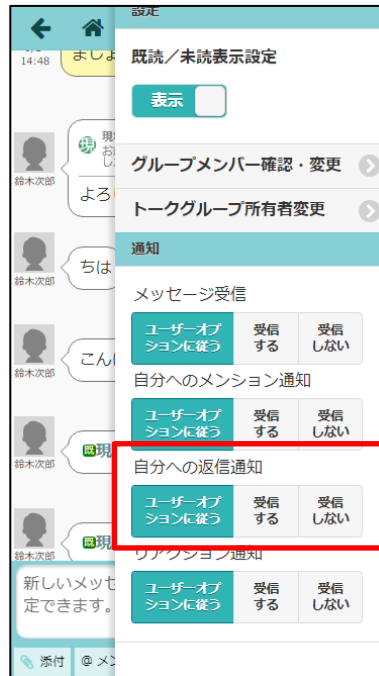 設定
14:48
ましょ
既読／未読表示設定
表示
鈴木次郎
よろ
グループメンバー確認・変更
トークグループ所有者変更
通知
鈴木次郎
ちは
メッセージ受信
ユーザーオプションに従う
受信する
受信しない
鈴木次郎
こん
自分へのメンション通知
ユーザーオプションに従う
受信する
受信しない
鈴木次郎
既現
自分への返信通知
ユーザーオプションに従う
受信する
受信しない
鈴木次郎
既現
リアクション通知
ユーザーオプションに従う
受信する
受信しない
新しいメッセ
定できます。
添付
@ メン